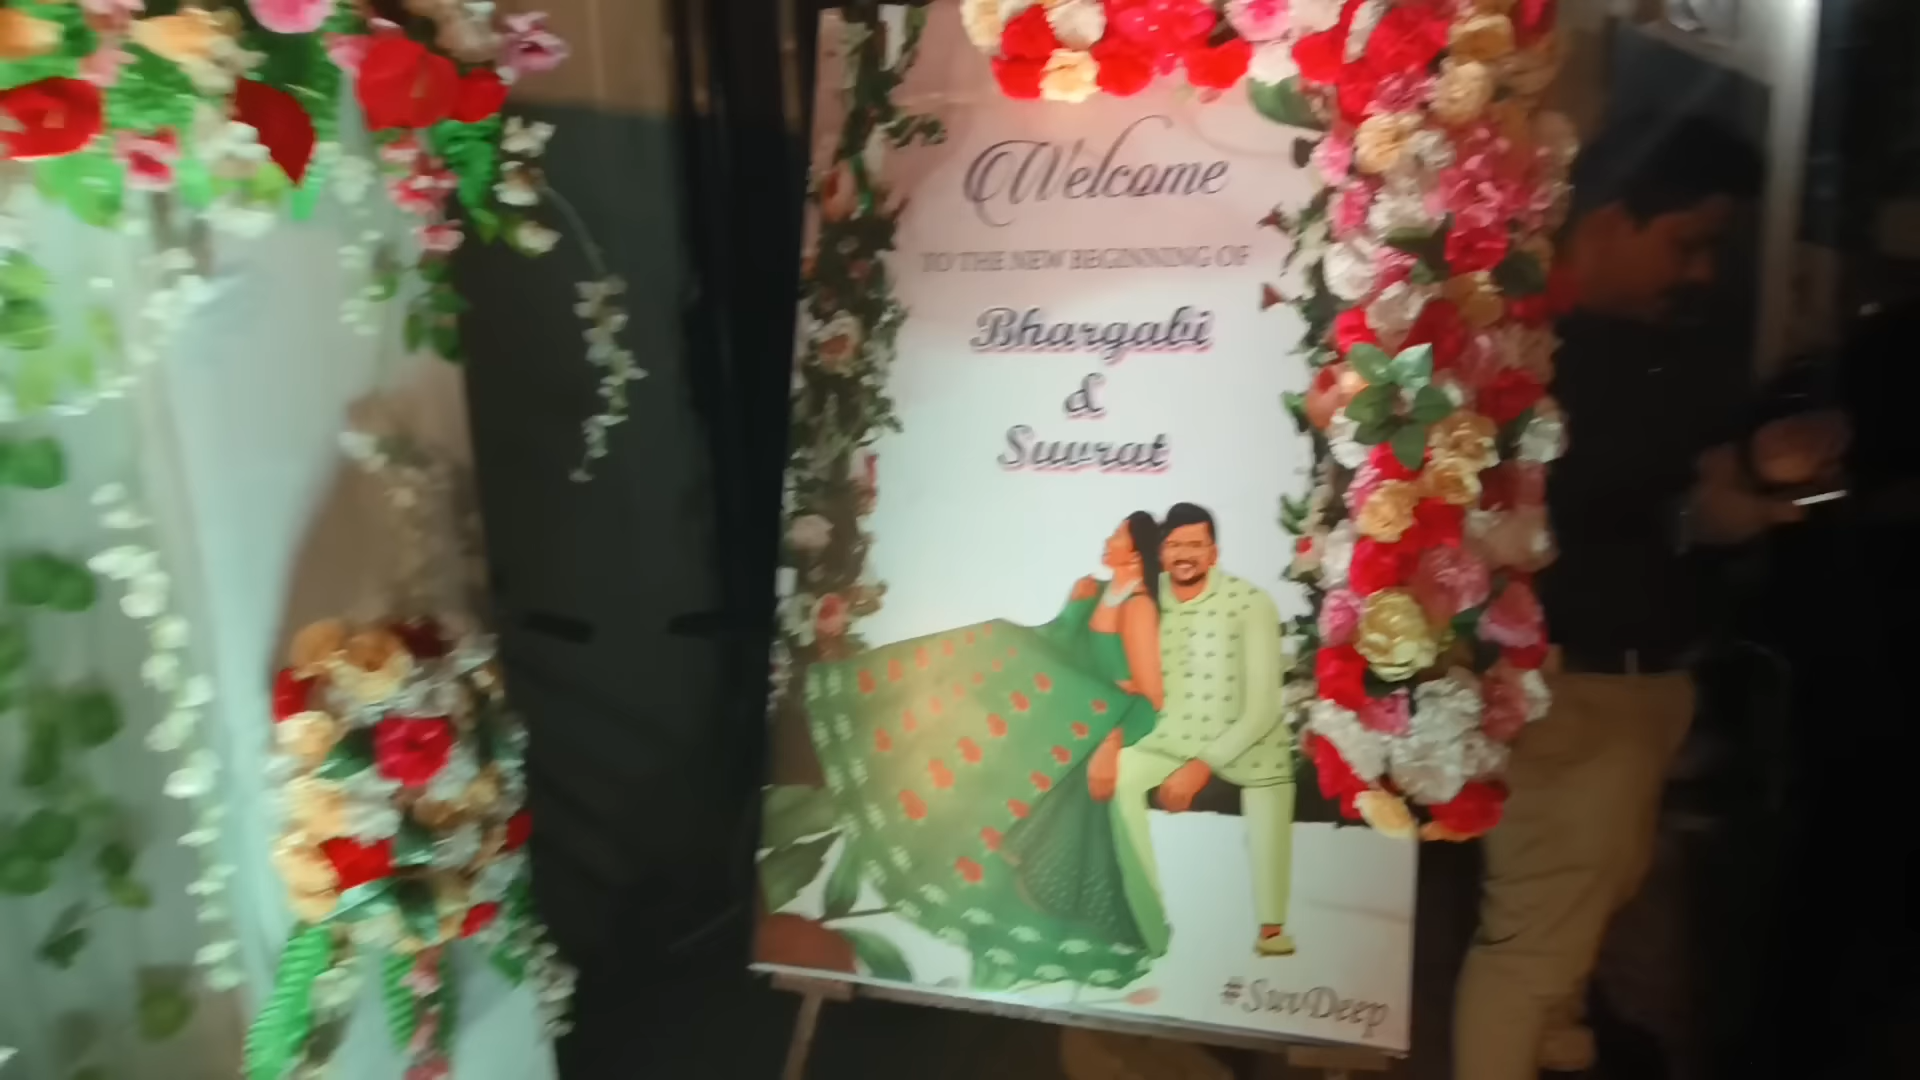 Welcome
TO THE NEW BEGINNING OF
Bhargabi
&
Suvrat
#SuvDeep